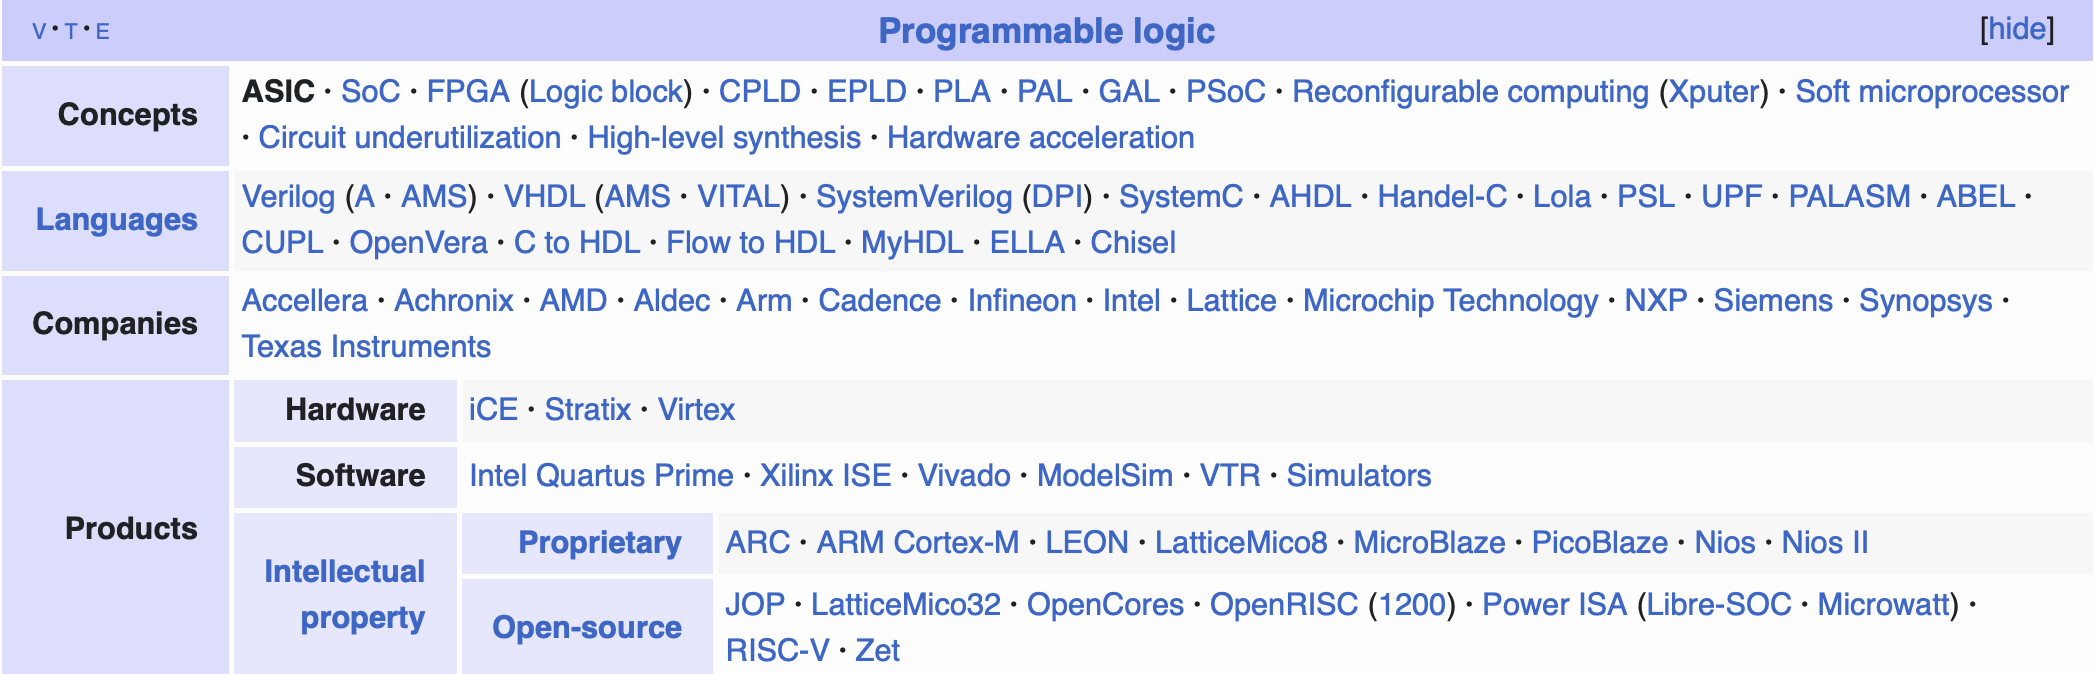 V · T · E
Programmable logic
[hide]
Concepts
ASIC · SoC · FPGA (Logic block) · CPLD · EPLD · PLA · PAL · GAL · PSoC · Reconfigurable computing (Xputer) · Soft microprocessor
· Circuit underutilization · High-level synthesis · Hardware acceleration
Languages
Verilog (A · AMS) · VHDL (AMS · VITAL) · SystemVerilog (DPI) · SystemC · AHDL · Handel-C · Lola · PSL · UPF · PALASM · ABEL ·
CUPL · OpenVera · C to HDL · Flow to HDL · MyHDL · ELLA · Chisel
Companies
Accellera · Achronix · AMD · Aldec · Arm · Cadence · Infineon · Intel · Lattice · Microchip Technology · NXP · Siemens · Synopsys ·
Texas Instruments
Products
Hardware
iCE · Stratix · Virtex
Software
Intel Quartus Prime · Xilinx ISE · Vivado · ModelSim · VTR · Simulators
Intellectual
property
Proprietary
ARC · ARM Cortex-M · LEON · LatticeMico8 · MicroBlaze · PicoBlaze · Nios · Nios II
Open-source
JOP · LatticeMico32 · OpenCores · OpenRISC (1200) · Power ISA (Libre-SOC · Microwatt) ·
RISC-V · Zet